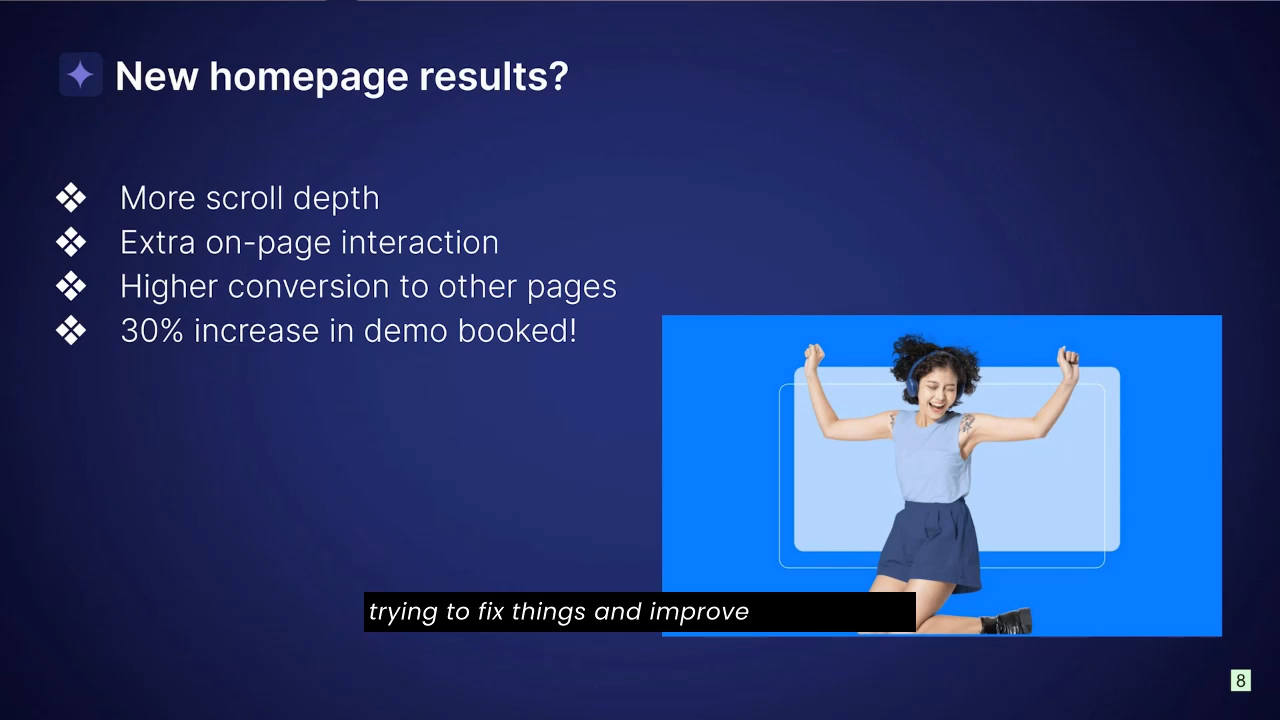 New homepage results?
More scroll depth
Extra on-page interaction
Higher conversion to other pages
30% increase in demo booked!
trying to fix things and improve
8